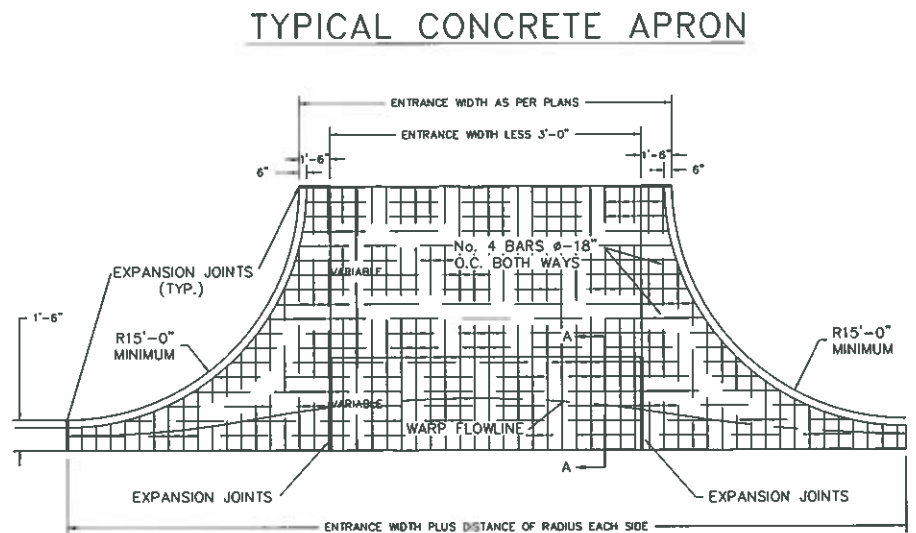 TYPICAL CONCRETE APRON
ENTRANCE WIDTH AS PER PLANS
ENTRANCE WIDTH LESS 3'-0"
1'-6"
1'-6"
6"
6"
No. 4 BARS ø-18"
O.C. BOTH WAYS
EXPANSION JOINTS
(TYP.)
VARIABLE
1'-6"
R15'-0"
MINIMUM
A
R15'-0"
MINIMUM
VARIABLE
WARP FLOWLINE
A
EXPANSION JOINTS
EXPANSION JOINTS
ENTRANCE WIDTH PLUS DISTANCE OF RADIUS EACH SIDE